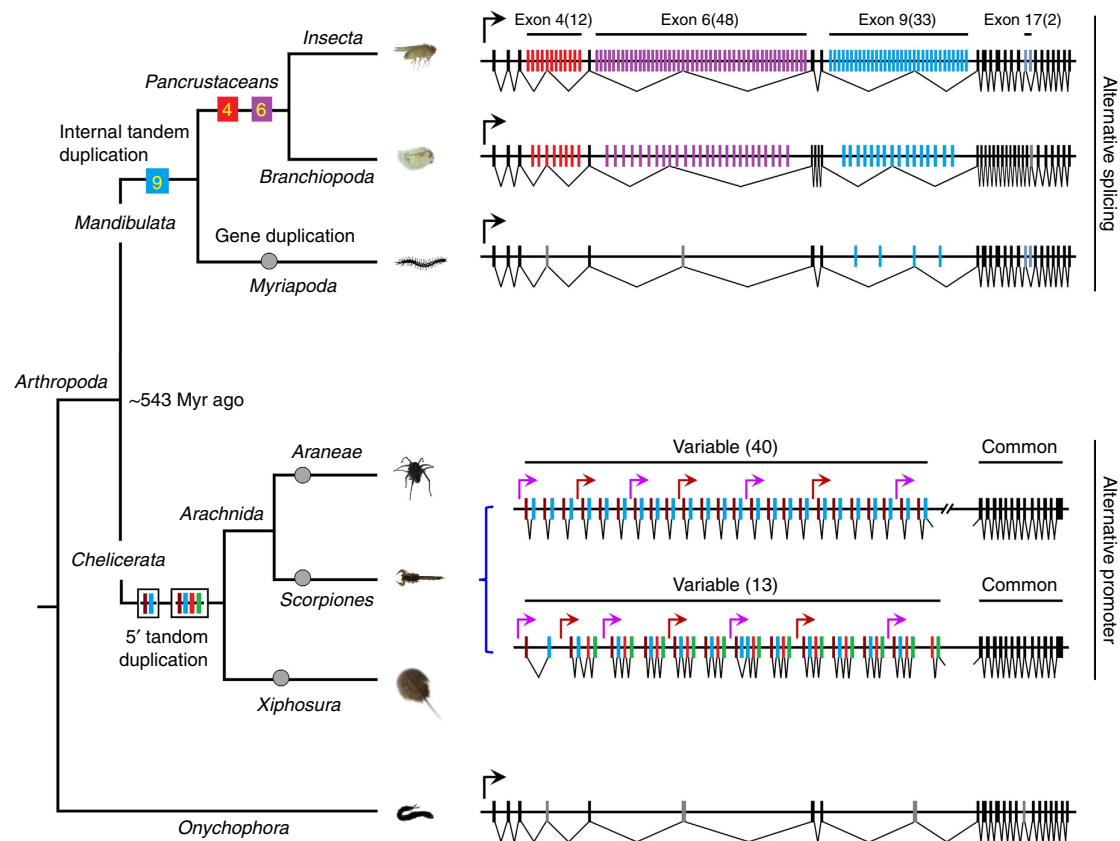 Exon 4(12)
Exon 6(48)
Exon 9(33)
Exon 17(2)
Insecta
Pancrustaceans
4
6
Internal tandem
duplication
9
Branchiopoda
Mandibulata
Gene duplication
Myriapoda
Alternative splicing
Arthropoda
~543 Myr ago
Araneae
Variable (40)
Common
Arachnida
Chelicerata
Scorpiones
Variable (13)
Common
5′ tandom
duplication
Xiphosura
Alternative promoter
Onychophora